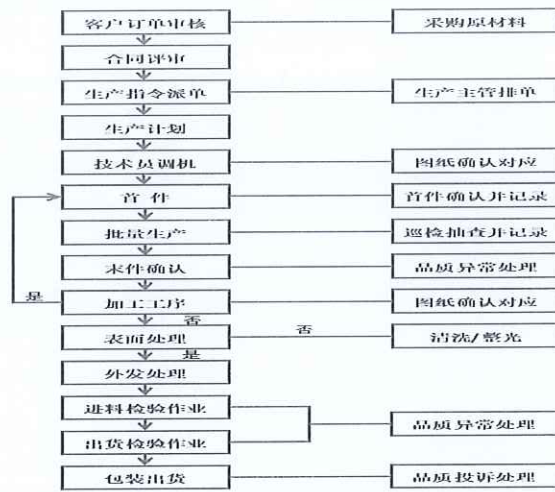 客户订单审核 采购原材料
合同评审
生产指令派单 生产主管排单
生产计划
技术员调机 图纸确认对应
首 件 首件确认并记录
批量生产 巡检抽查并记录
末件确认 品质异常处理
是 加工工序 图纸确认对应
否
表面处理 否 清洗/整光
是
外发处理
进料检验作业
品质异常处理
出货检验作业
包装出货 品质投诉处理